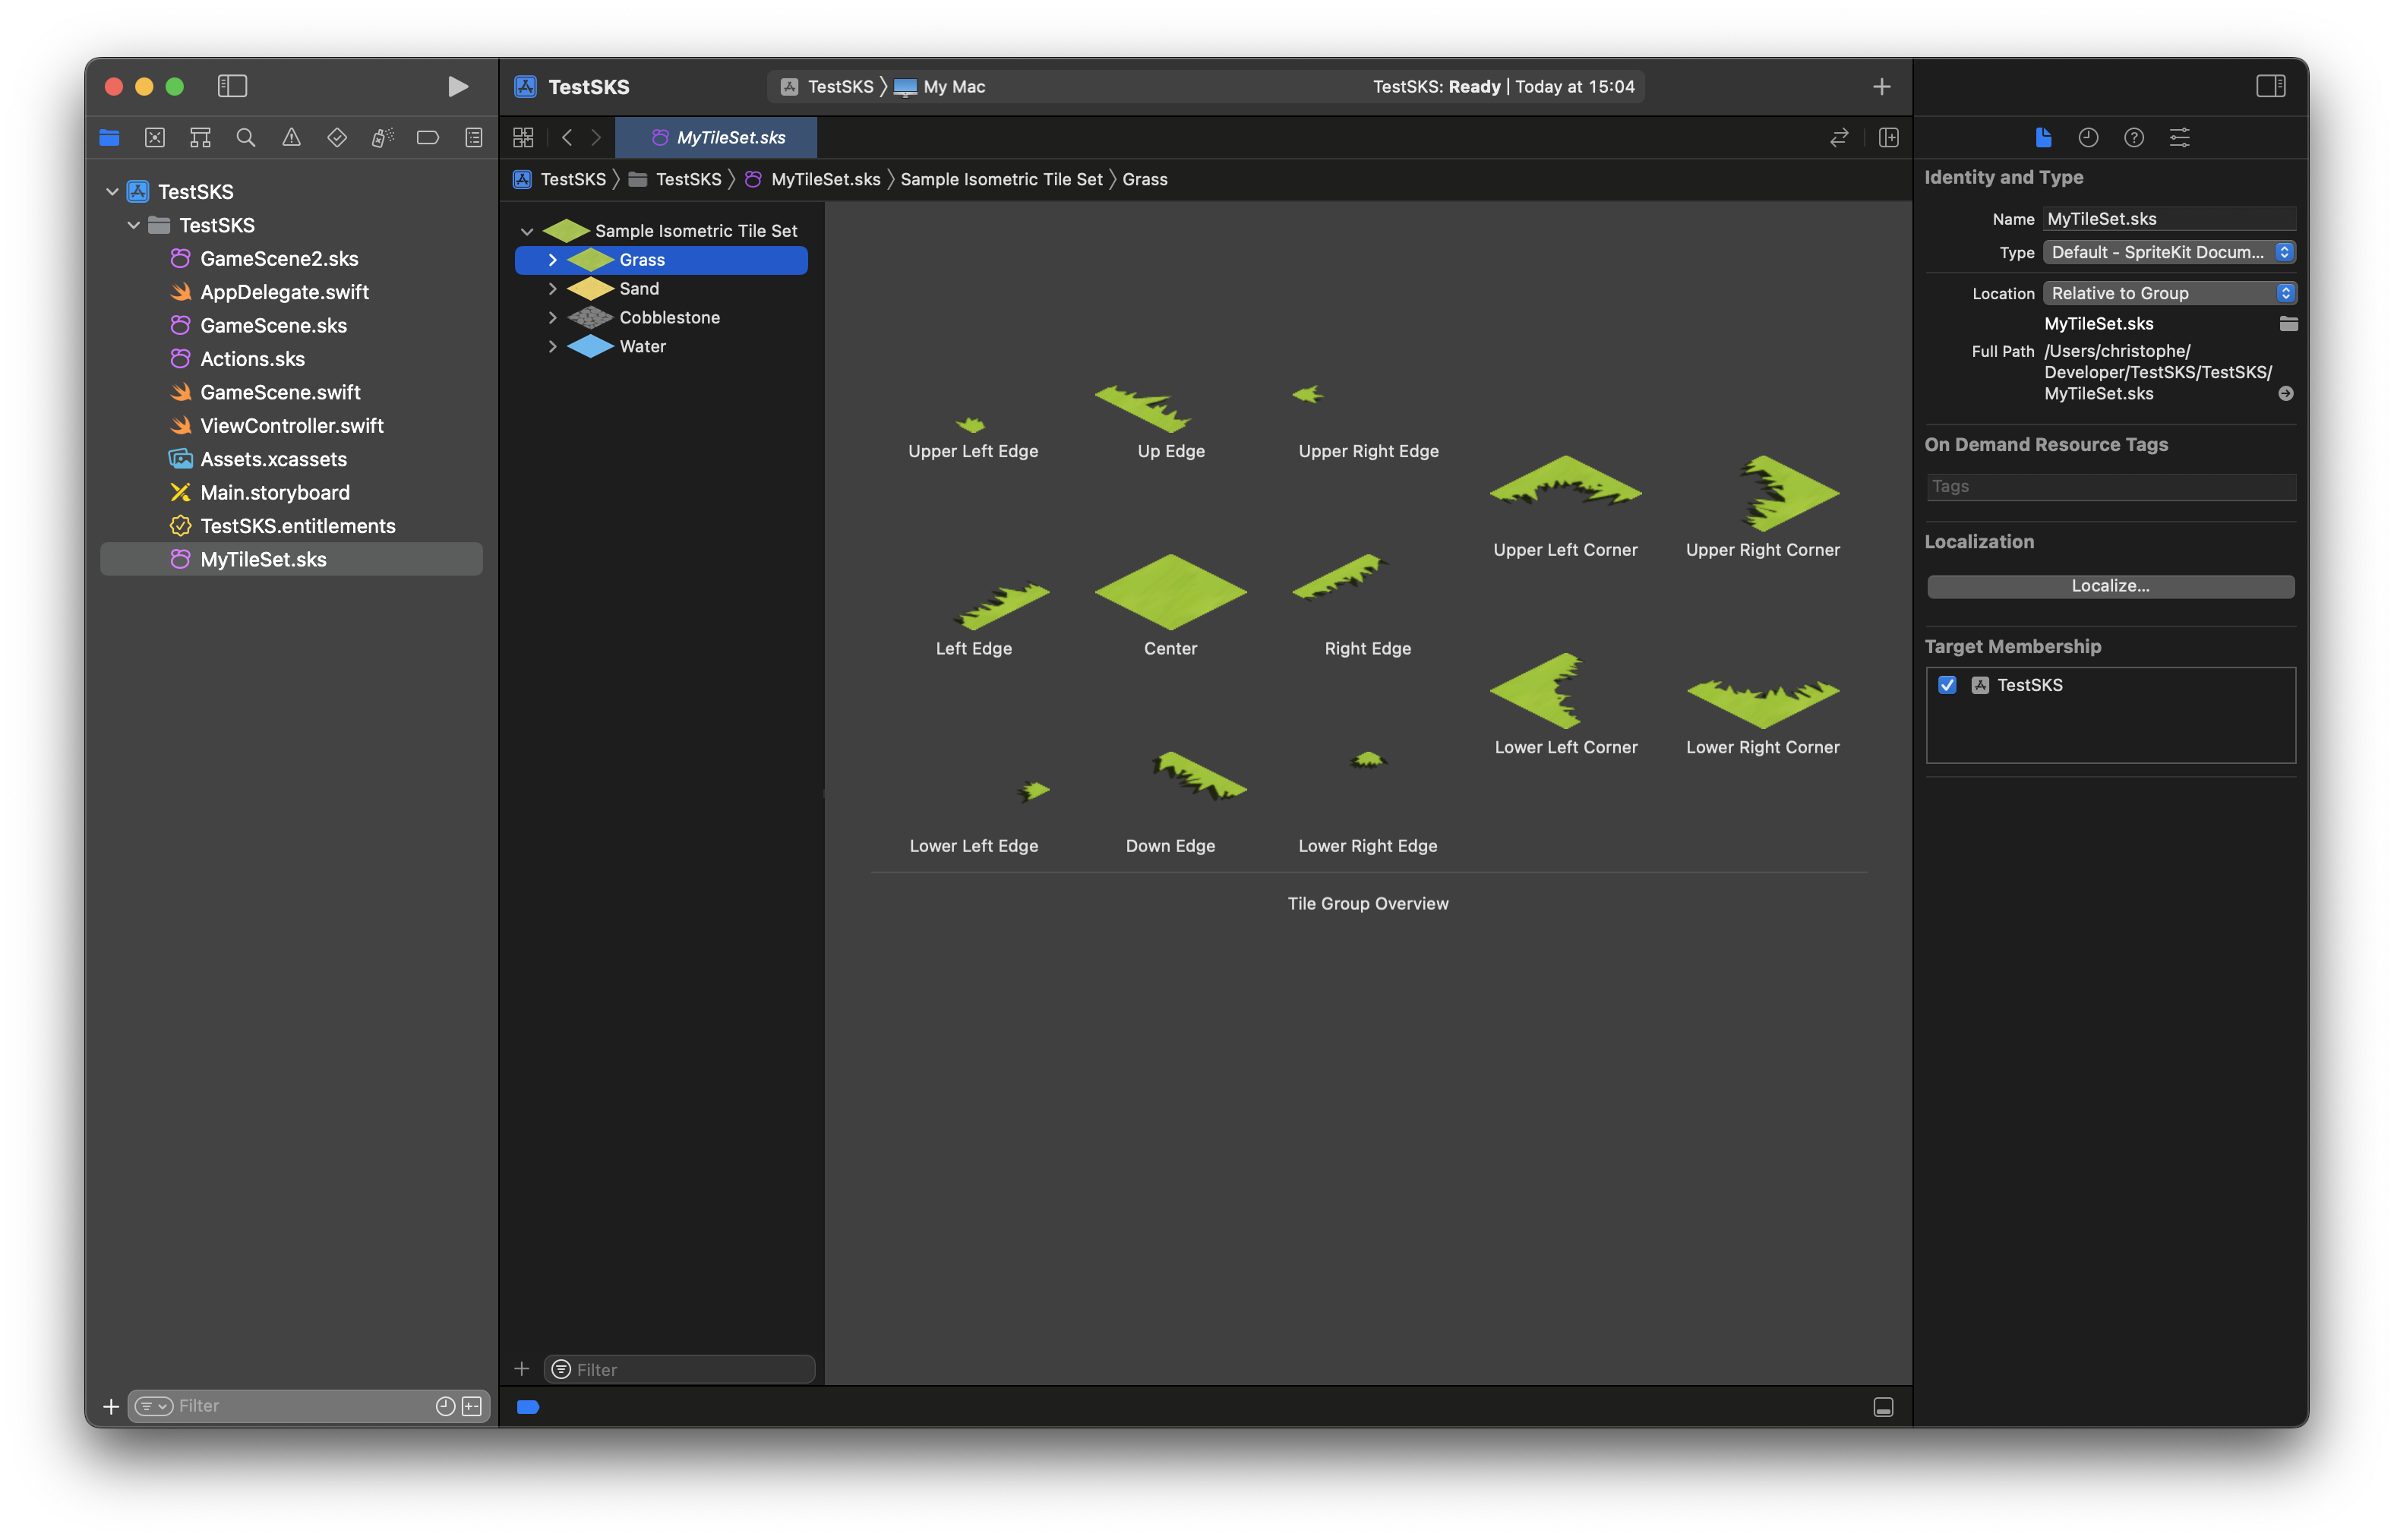 TestSKS
TestSKS
My Mac
TestSKS: Ready | Today at 15:04
MyTileSet.sks
TestSKS
TestSKS
MyTileSet.sks
Sample Isometric Tile Set
Grass
TestSKS
TestSKS
GameScene2.sks
AppDelegate.swift
GameScene.sks
Actions.sks
GameScene.swift
ViewController.swift
Assets.xcassets
Main.storyboard
TestSKS.entitlements
MyTileSet.sks
Filter
Sample Isometric Tile Set
Grass
Sand
Cobblestone
Water
Filter
Upper Left Edge
Up Edge
Upper Right Edge
Upper Left Corner
Upper Right Corner
Left Edge
Center
Right Edge
Lower Left Corner
Lower Right Corner
Lower Left Edge
Down Edge
Lower Right Edge
Tile Group Overview
Identity and Type
Name MyTileSet.sks
Type Default - SpriteKit Docum...
Location Relative to Group
MyTileSet.sks
Full Path /Users/christophe/
Developer/TestSKS/TestSKS/
MyTileSet.sks
On Demand Resource Tags
Tags
Localization
Localize...
Target Membership
TestSKS